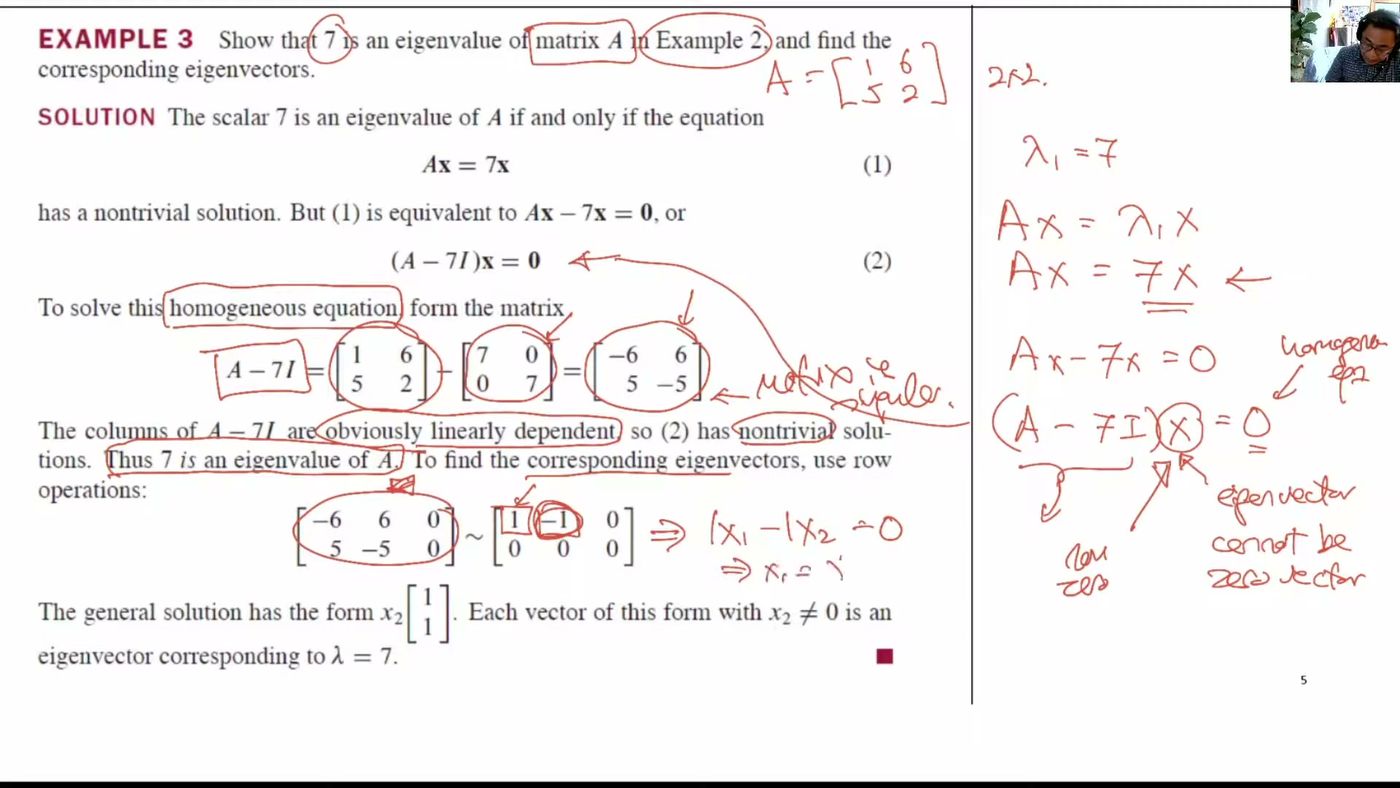 EXAMPLE 3 Show that 7 is an eigenvalue of matrix A in Example 2, and find the
corresponding eigenvectors.
A = [1 6
5 2]
SOLUTION The scalar 7 is an eigenvalue of A if and only if the equation
Ax = 7x (1)
has a nontrivial solution. But (1) is equivalent to Ax − 7x = 0, or
(A − 7I)x = 0 (2)
To solve this homogeneous equation, form the matrix
A − 7I = [1 6 − [7 0 = [−6 6
5 2] 0 7] 5 −5]
matrix is
The columns of A − 7I are obviously linearly dependent, so (2) has nontrivial solu-
tions. Thus 7 is an eigenvalue of A. To find the corresponding eigenvectors, use row
operations:
[−6 6 0 ~ [1 −1 0 ⇒ 1x₁ − 1x₂ = 0
5 −5 0] 0 0 0] ⇒ x₁ =
The general solution has the form x₂ [1
1]. Each vector of this form with x₂ ≠ 0 is an
eigenvector corresponding to λ = 7.
2×2.
λ₁ = 7
Ax = λ₁x
Ax = 7x ←
Ax − 7x = 0
(A − 7I)(x) = 0
non
zero
eigenvector
cannot be
zero vector
5